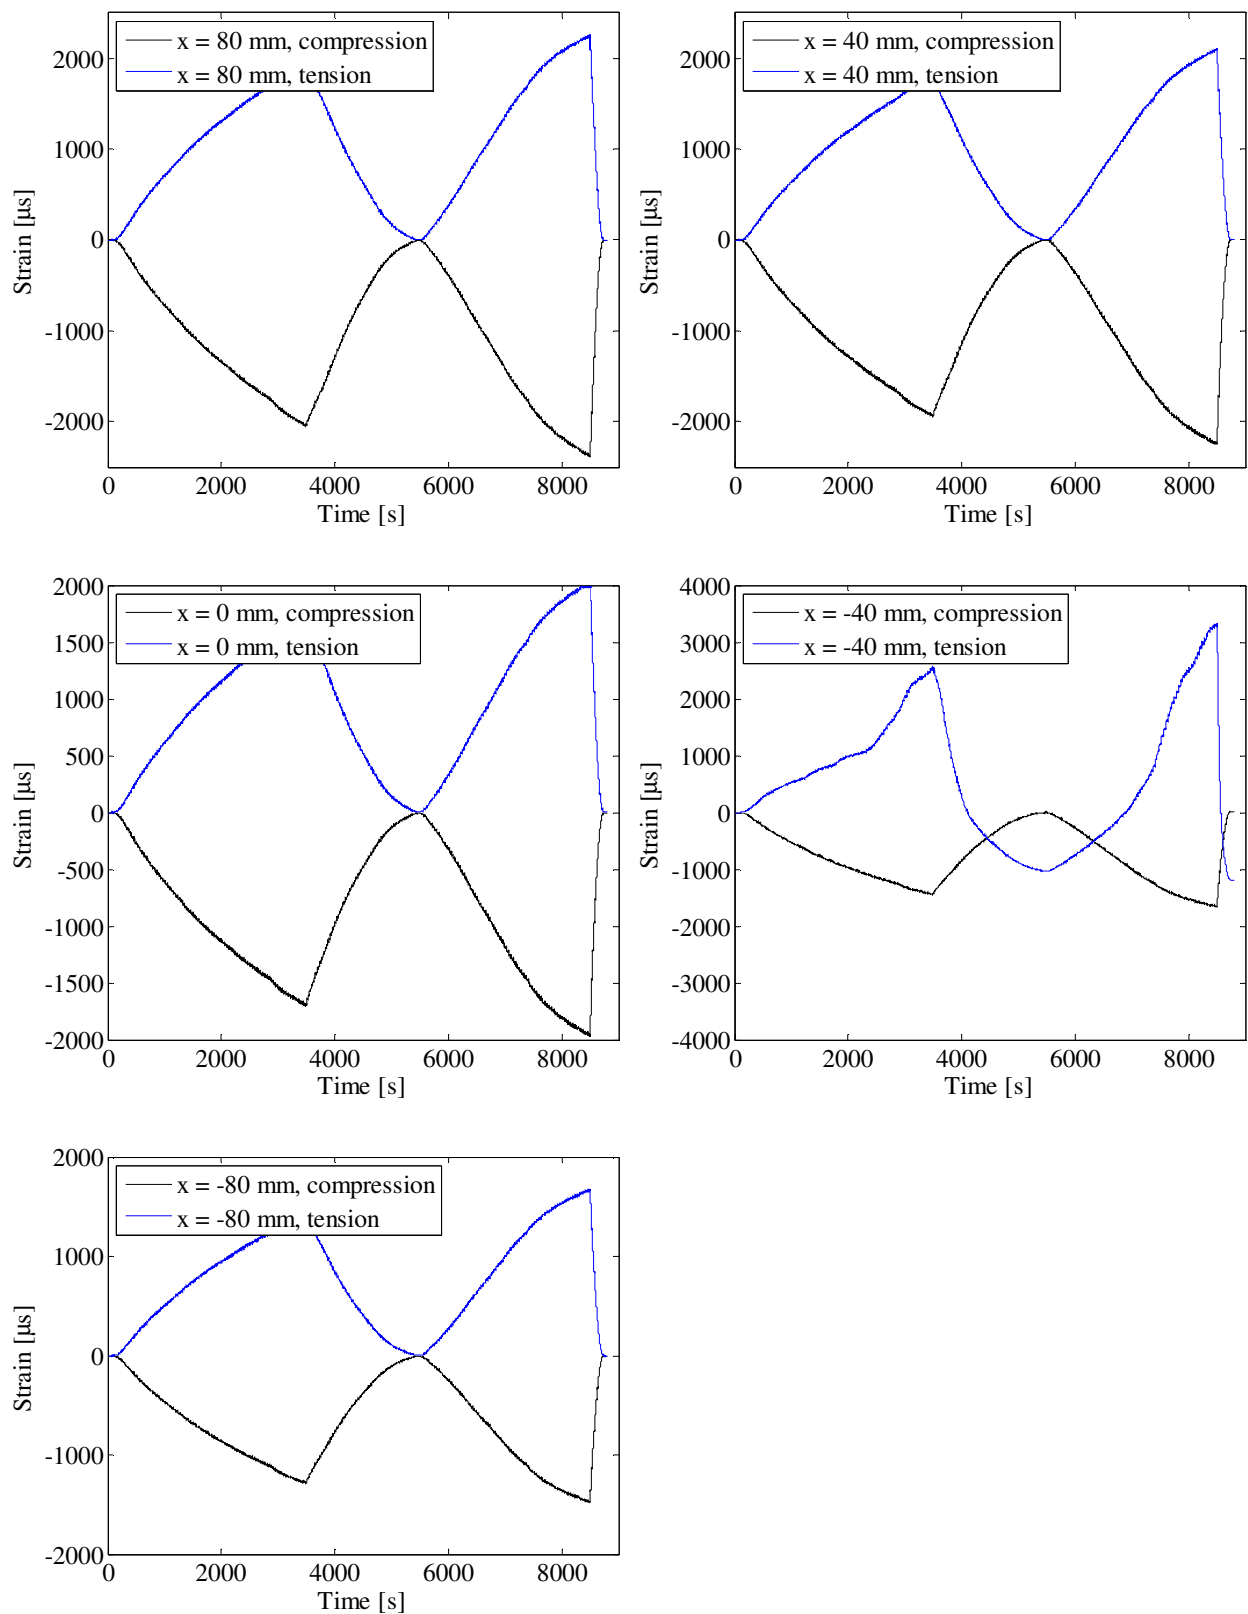 x = 80 mm, compression
x = 80 mm, tension
2000
1000
0
-1000
-2000
Strain [µs]
0 2000 4000 6000 8000
Time [s]
x = 40 mm, compression
x = 40 mm, tension
2000
1000
0
-1000
-2000
Strain [µs]
0 2000 4000 6000 8000
Time [s]
x = 0 mm, compression
x = 0 mm, tension
2000
1500
1000
500
0
-500
-1000
-1500
-2000
Strain [µs]
0 2000 4000 6000 8000
Time [s]
x = -40 mm, compression
x = -40 mm, tension
4000
3000
2000
1000
0
-1000
-2000
-3000
-4000
Strain [µs]
0 2000 4000 6000 8000
Time [s]
x = -80 mm, compression
x = -80 mm, tension
2000
1000
0
-1000
-2000
Strain [µs]
0 2000 4000 6000 8000
Time [s]